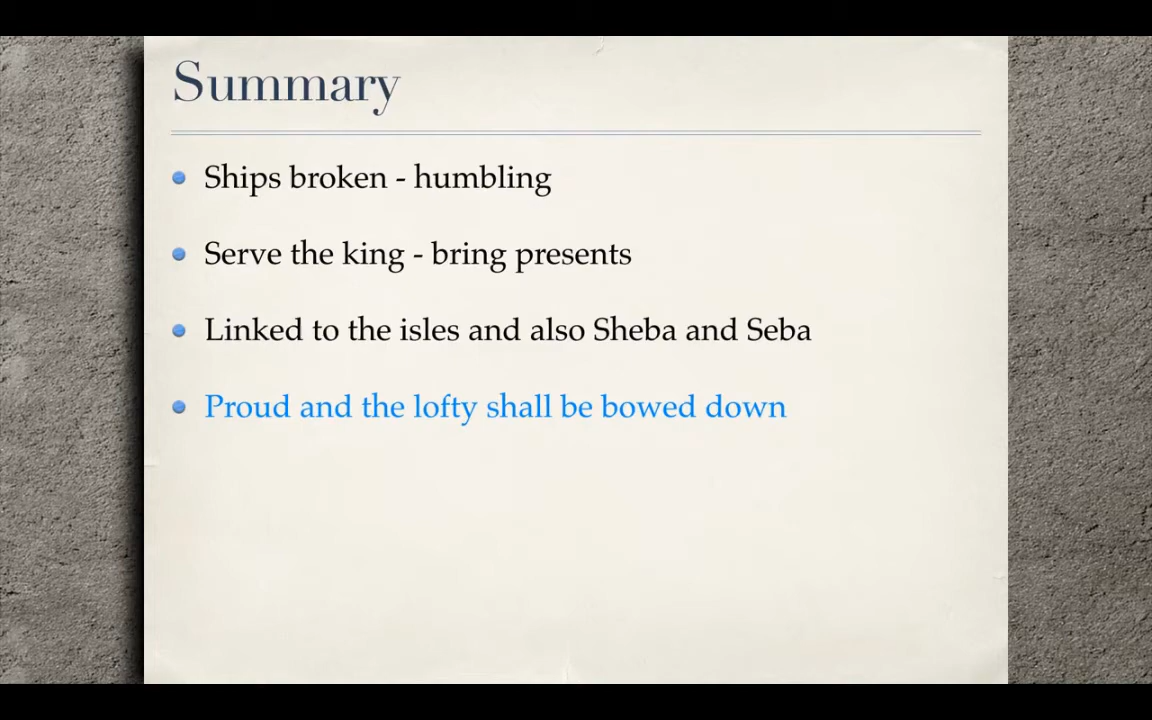 Summary
Ships broken - humbling
Serve the king - bring presents
Linked to the isles and also Sheba and Seba
Proud and the lofty shall be bowed down